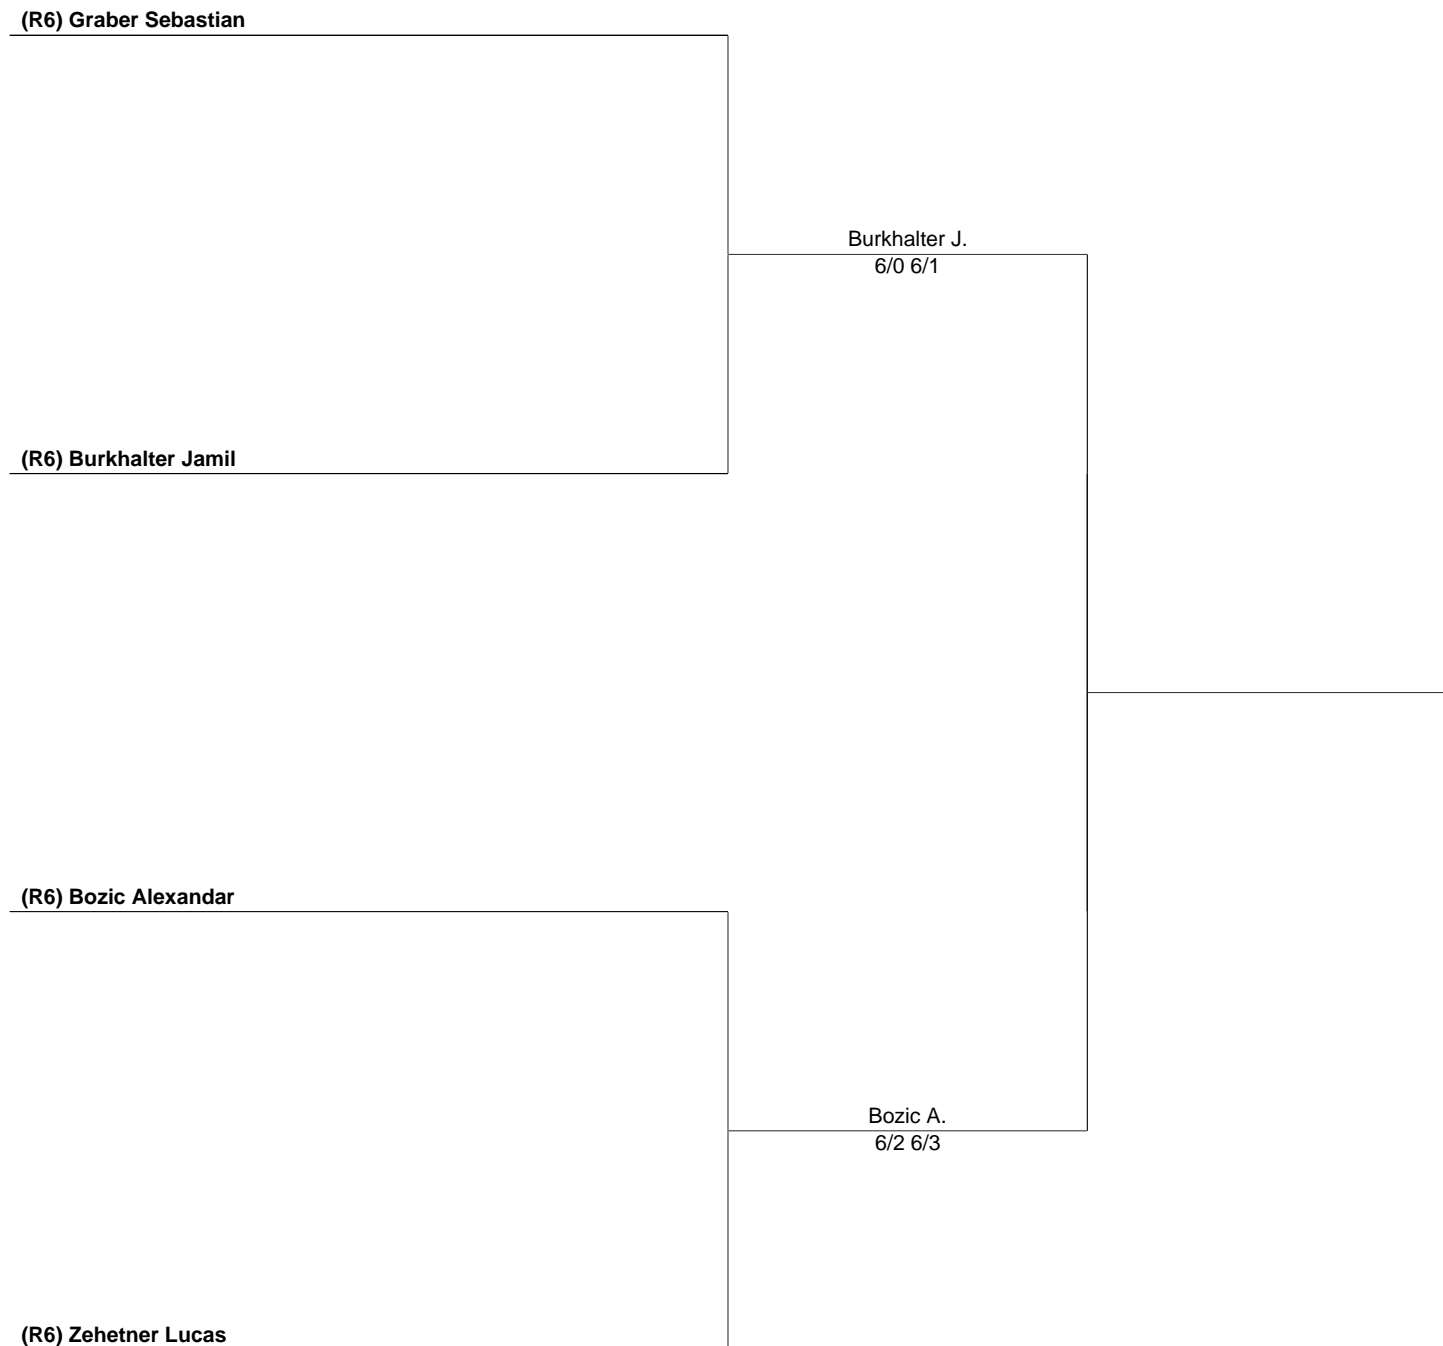 (R6) Graber Sebastian
Burkhalter J.
6/0 6/1
(R6) Burkhalter Jamil
(R6) Bozic Alexandar
Bozic A.
6/2 6/3
(R6) Zehetner Lucas